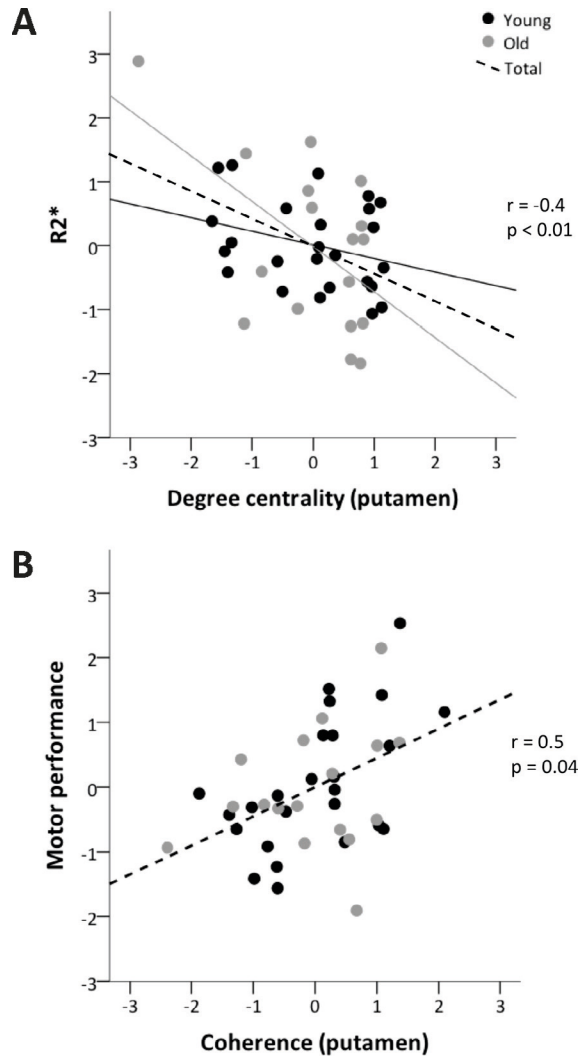 A
Young
Old
Total
3
2
1
0
-1
-2
-3
R2*
r = -0.4
p < 0.01
-3 -2 -1 0 1 2 3
Degree centrality (putamen)
B
3
2
1
0
-1
-2
-3
Motor performance
r = 0.5
p = 0.04
-3 -2 -1 0 1 2 3
Coherence (putamen)